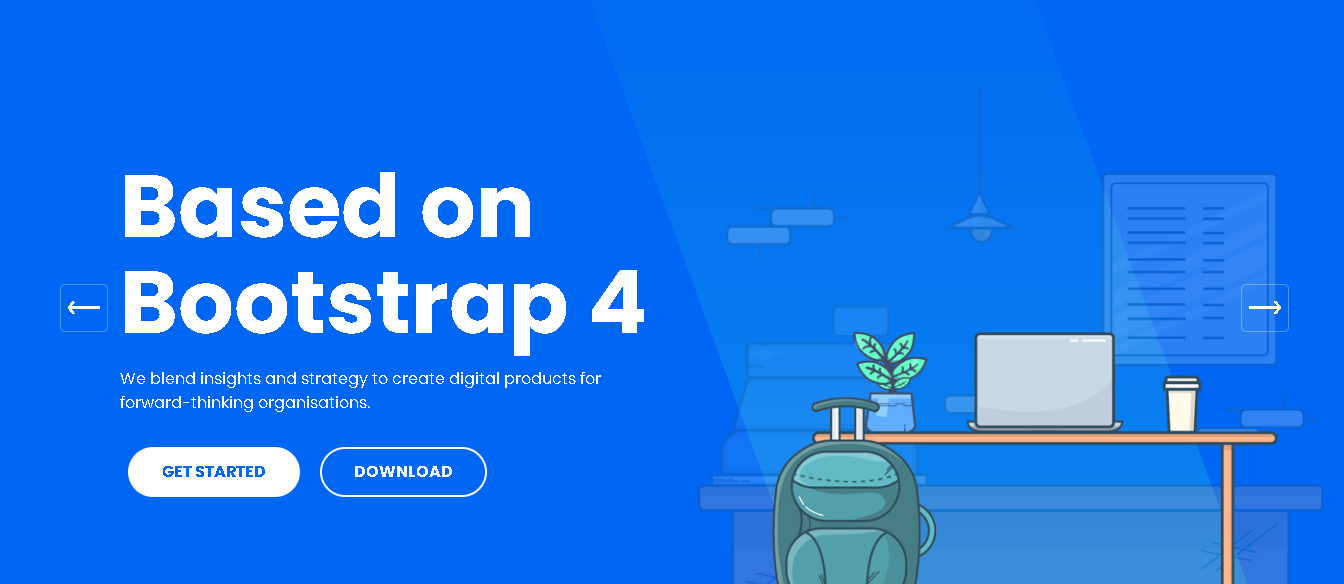 Based on
Bootstrap 4
We blend insights and strategy to create digital products for
forward-thinking organisations.
GET STARTED
DOWNLOAD